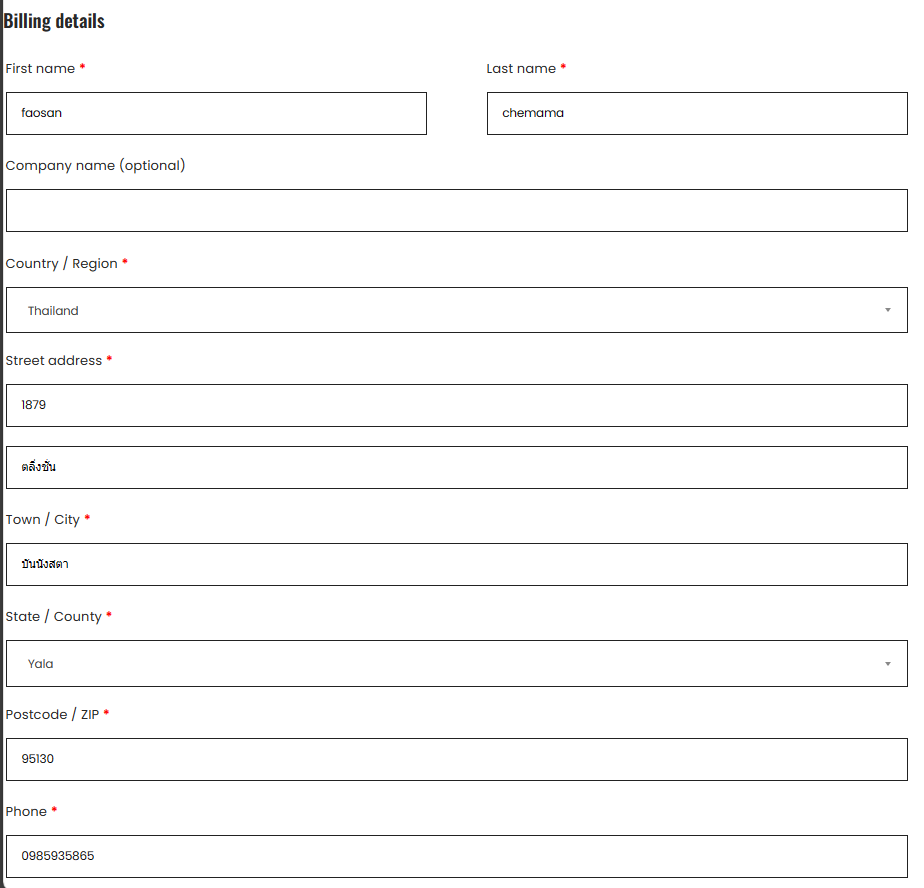 Billing details
First name * Last name *
faosan chemama
Company name (optional)
Country / Region *
Thailand
Street address *
1879
ตลิ่งชัน
Town / City *
บันนังสตา
State / County *
Yala
Postcode / ZIP *
95130
Phone *
0985935865